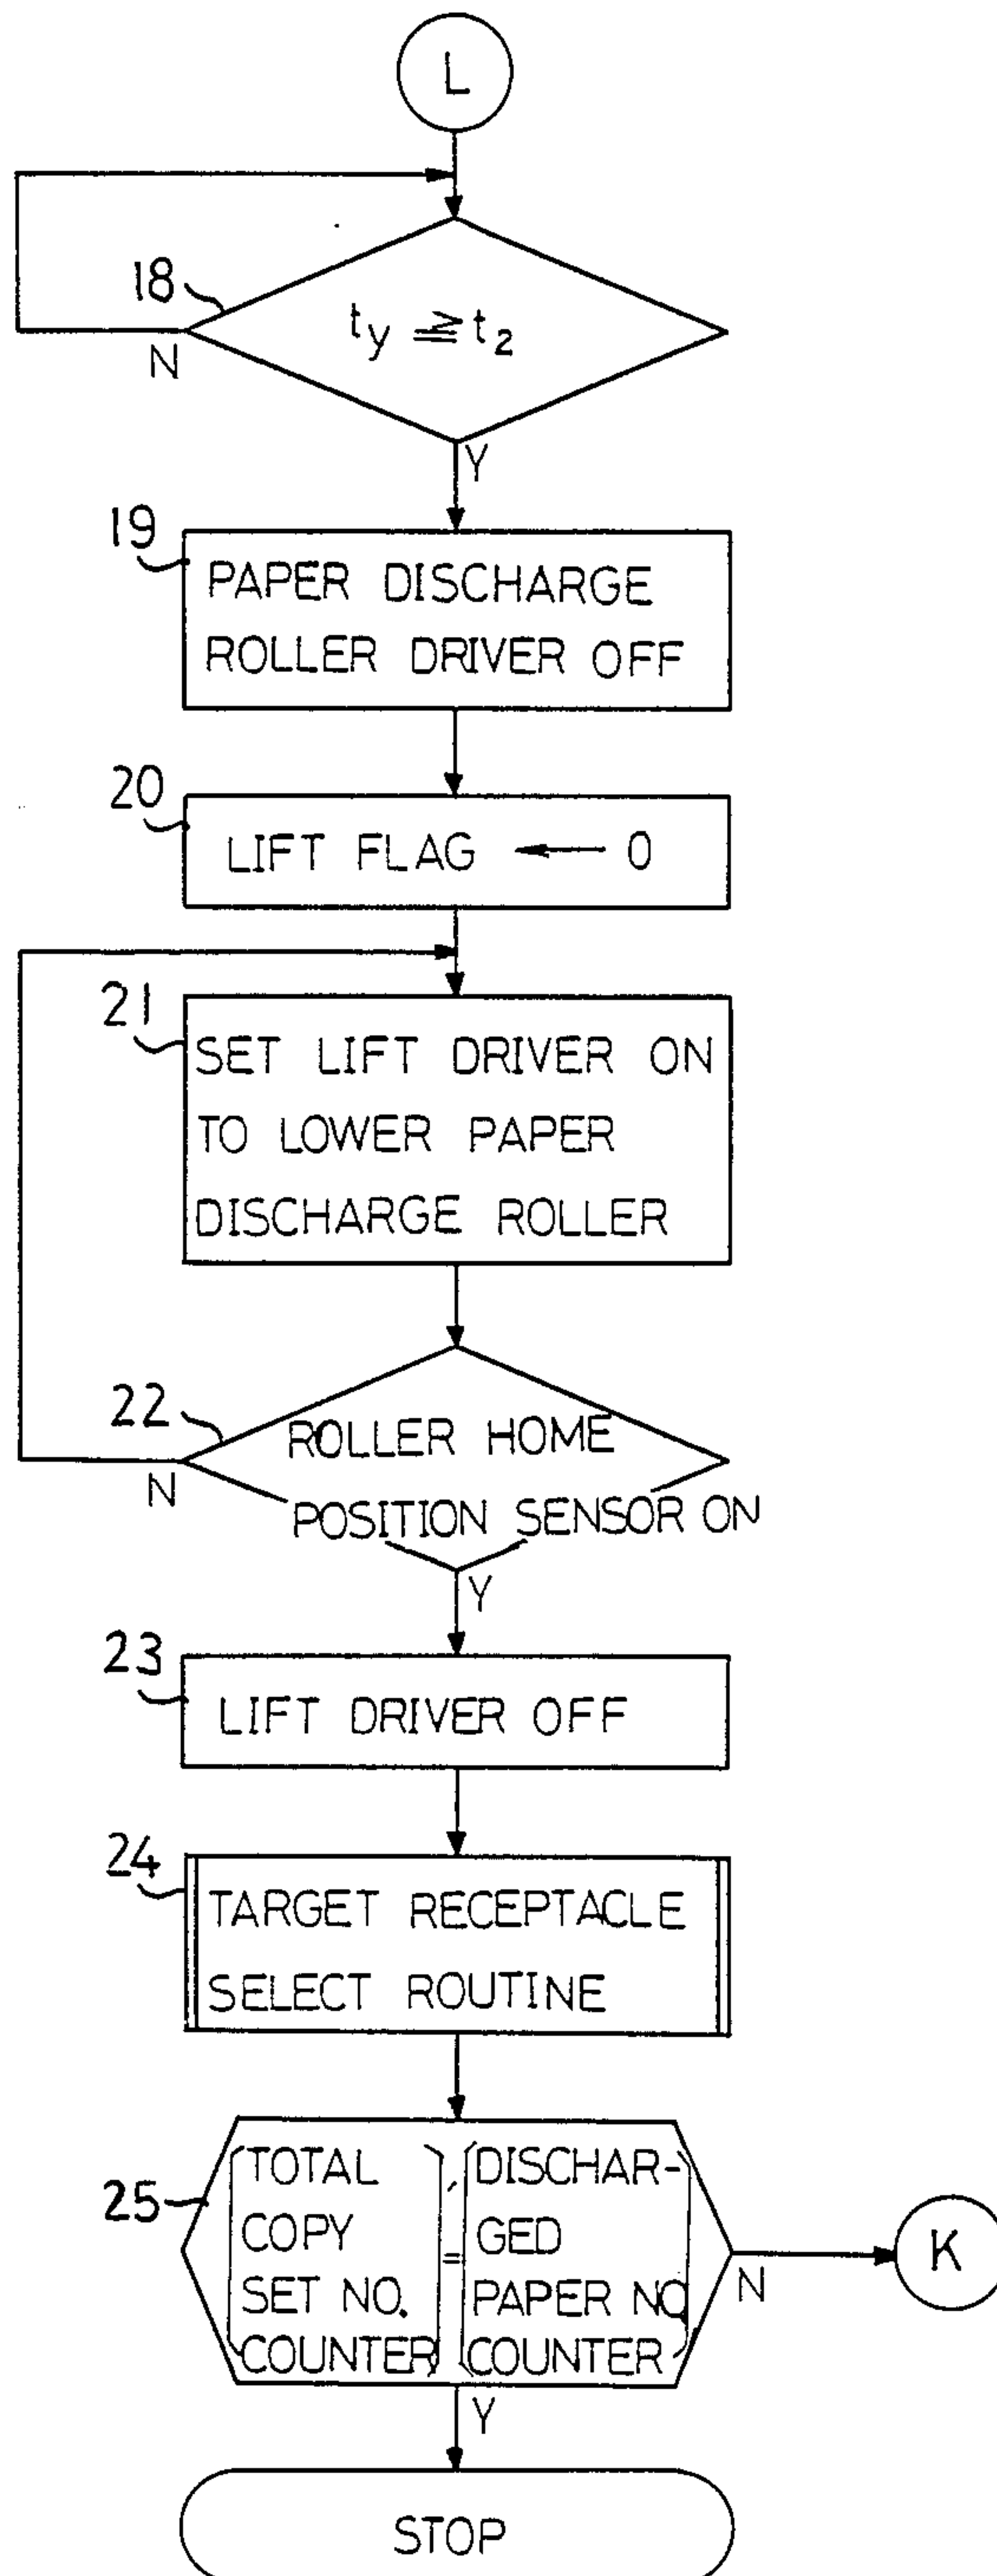 L
18
t_y ≧ t_2
N
Y
19
PAPER DISCHARGE
ROLLER DRIVER OFF
20
LIFT FLAG ← 0
21
SET LIFT DRIVER ON
TO LOWER PAPER
DISCHARGE ROLLER
22
ROLLER HOME
N
POSITION SENSOR ON
Y
23
LIFT DRIVER OFF
24
TARGET RECEPTACLE
SELECT ROUTINE
25
TOTAL
COPY
SET NO.
COUNTER
=
DISCHAR-
GED
PAPER NO
COUNTER
N
K
Y
STOP